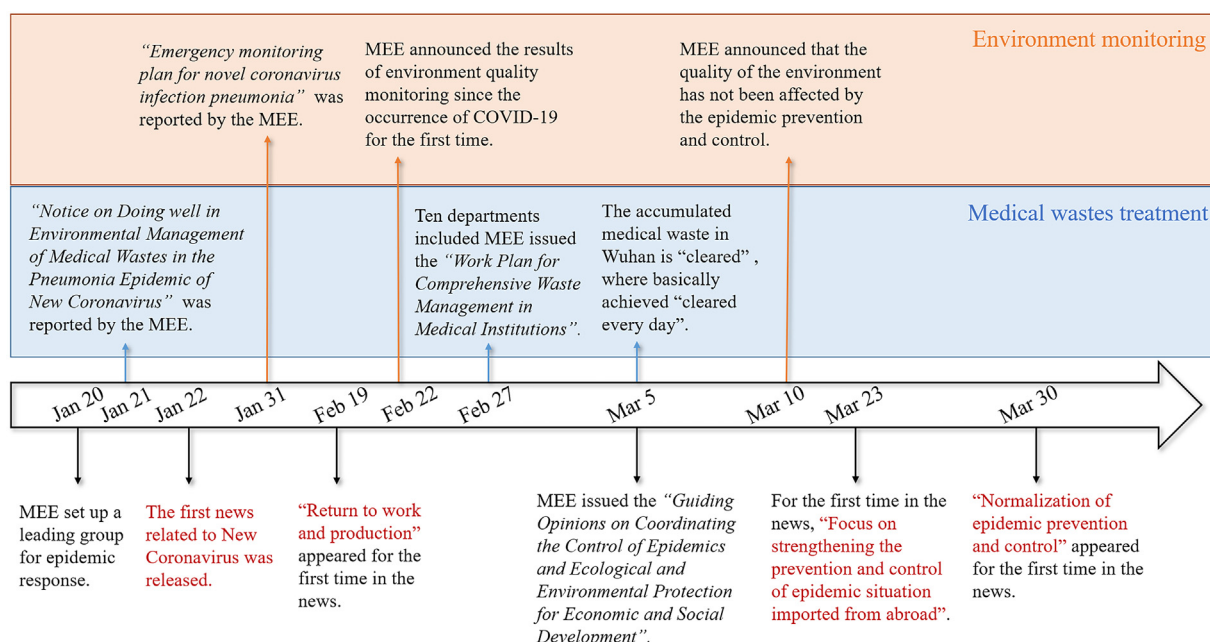 Environment monitoring
“Emergency monitoring
plan for novel coronavirus
infection pneumonia” was
reported by the MEE.
MEE announced the results
of environment quality
monitoring since the
occurrence of COVID-19
for the first time.
MEE announced that the
quality of the environment
has not been affected by
the epidemic prevention
and control.
Medical wastes treatment
“Notice on Doing well in
Environmental Management
of Medical Wastes in the
Pneumonia Epidemic of
New Coronavirus” was
reported by the MEE.
Ten departments
included MEE issued
the “Work Plan for
Comprehensive Waste
Management in
Medical Institutions”.
The accumulated
medical waste in
Wuhan is “cleared” ,
where basically
achieved “cleared
every day”.
Jan 20
Jan 21
Jan 22
Jan 31
Feb 19
Feb 22
Feb 27
Mar 5
Mar 10
Mar 23
Mar 30
MEE set up a
leading group
for epidemic
response.
The first news
related to New
Coronavirus was
released.
“Return to work
and production”
appeared for the
first time in the
news.
MEE issued the “Guiding
Opinions on Coordinating
the Control of Epidemics
and Ecological and
Environmental Protection
for Economic and Social
Development”.
For the first time in the
news, “Focus on
strengthening the
prevention and control
of epidemic situation
imported from abroad”.
“Normalization of
epidemic prevention
and control” appeared
for the first time in the
news.